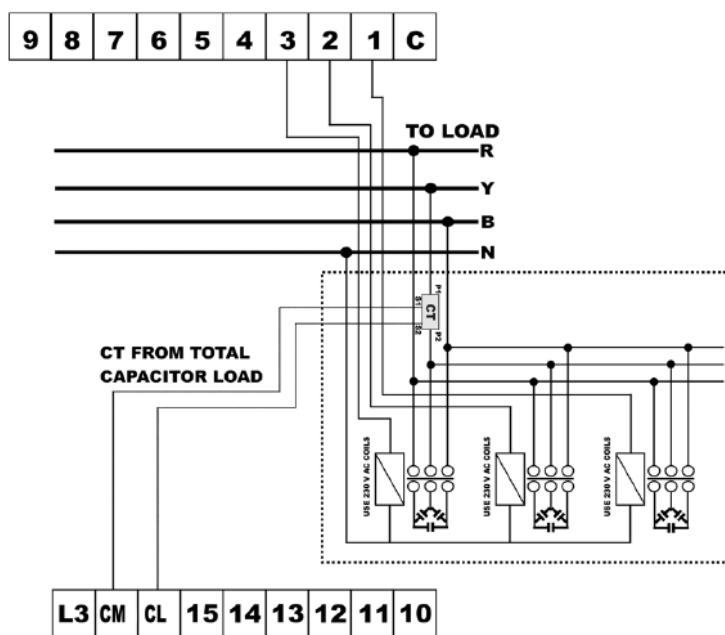 9 8 7 6 5 4 3 2 1 C
TO LOAD
R
Y
B
N
P1
S1
CT
S2
P2
CT FROM TOTAL
CAPACITOR LOAD
USE 230 V AC COILS
USE 230 V AC COILS
USE 230 V AC COILS
L3 CM CL 15 14 13 12 11 10